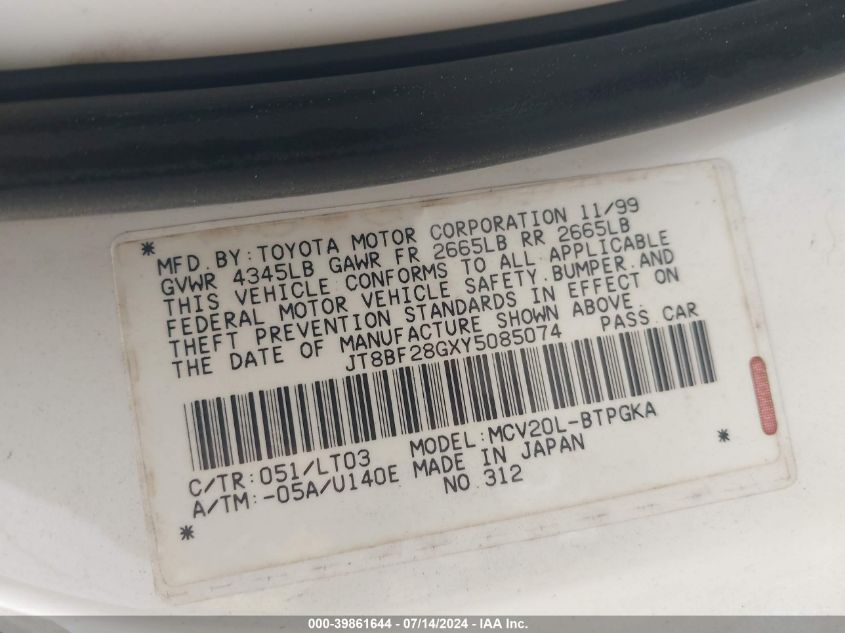 *
MFD. BY: TOYOTA MOTOR CORPORATION 11/99
GVWR 4345LB GAWR FR 2665LB RR 2665LB
THIS VEHICLE CONFORMS TO ALL APPLICABLE
FEDERAL MOTOR VEHICLE SAFETY.BUMPER.AND
THEFT PREVENTION STANDARDS IN EFFECT ON
THE DATE OF MANUFACTURE SHOWN ABOVE.
JT8BF28GXY5085074 PASS.CAR
C/TR: 051/LT03 MODEL: MCV20L-BTPGKA
A/TM: -05A/U140E MADE IN JAPAN *
* NO.312
000-39861644 / 07/14/2024 - IAA Inc.